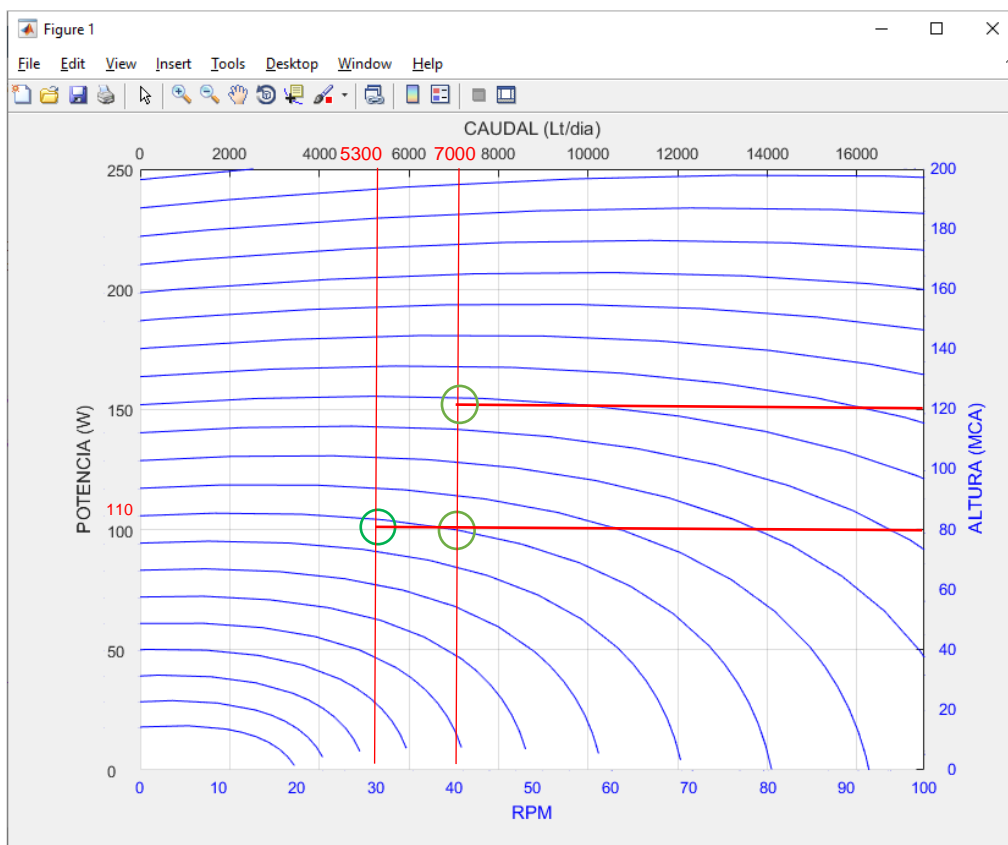 Figure 1
File Edit View Insert Tools Desktop Window Help
CAUDAL (Lt/dia)
0 2000 4000 5300 6000 7000 8000 10000 12000 14000 16000
250 200
180
200 160
140
150 120
POTENCIA (W)
ALTURA (MCA)
100
110
100 80
60
50 40
20
0 0
0 10 20 30 40 50 60 70 80 90 100
RPM